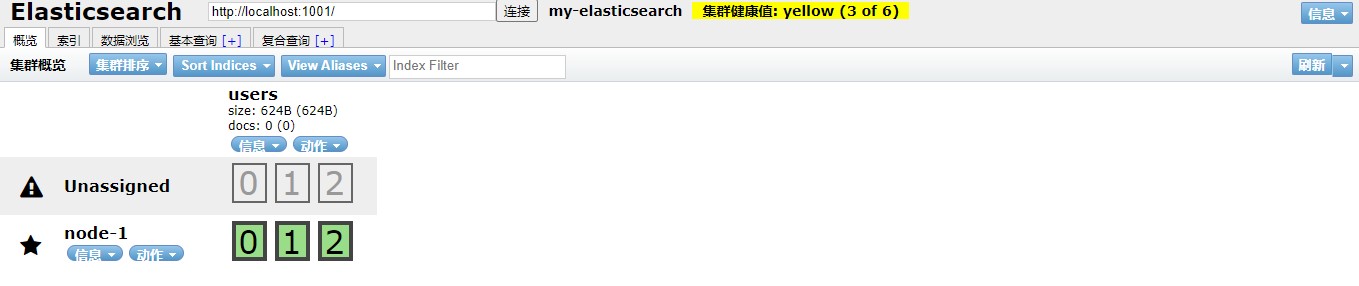 Elasticsearch http://localhost:1001/ 连接 my-elasticsearch 集群健康值: yellow (3 of 6) 信息
概览 索引 数据浏览 基本查询 [+] 复合查询 [+]
集群概览 集群排序 Sort Indices View Aliases Index Filter 刷新
users
size: 624B (624B)
docs: 0 (0)
信息 动作
Unassigned 0 1 2
node-1 0 1 2
信息 动作